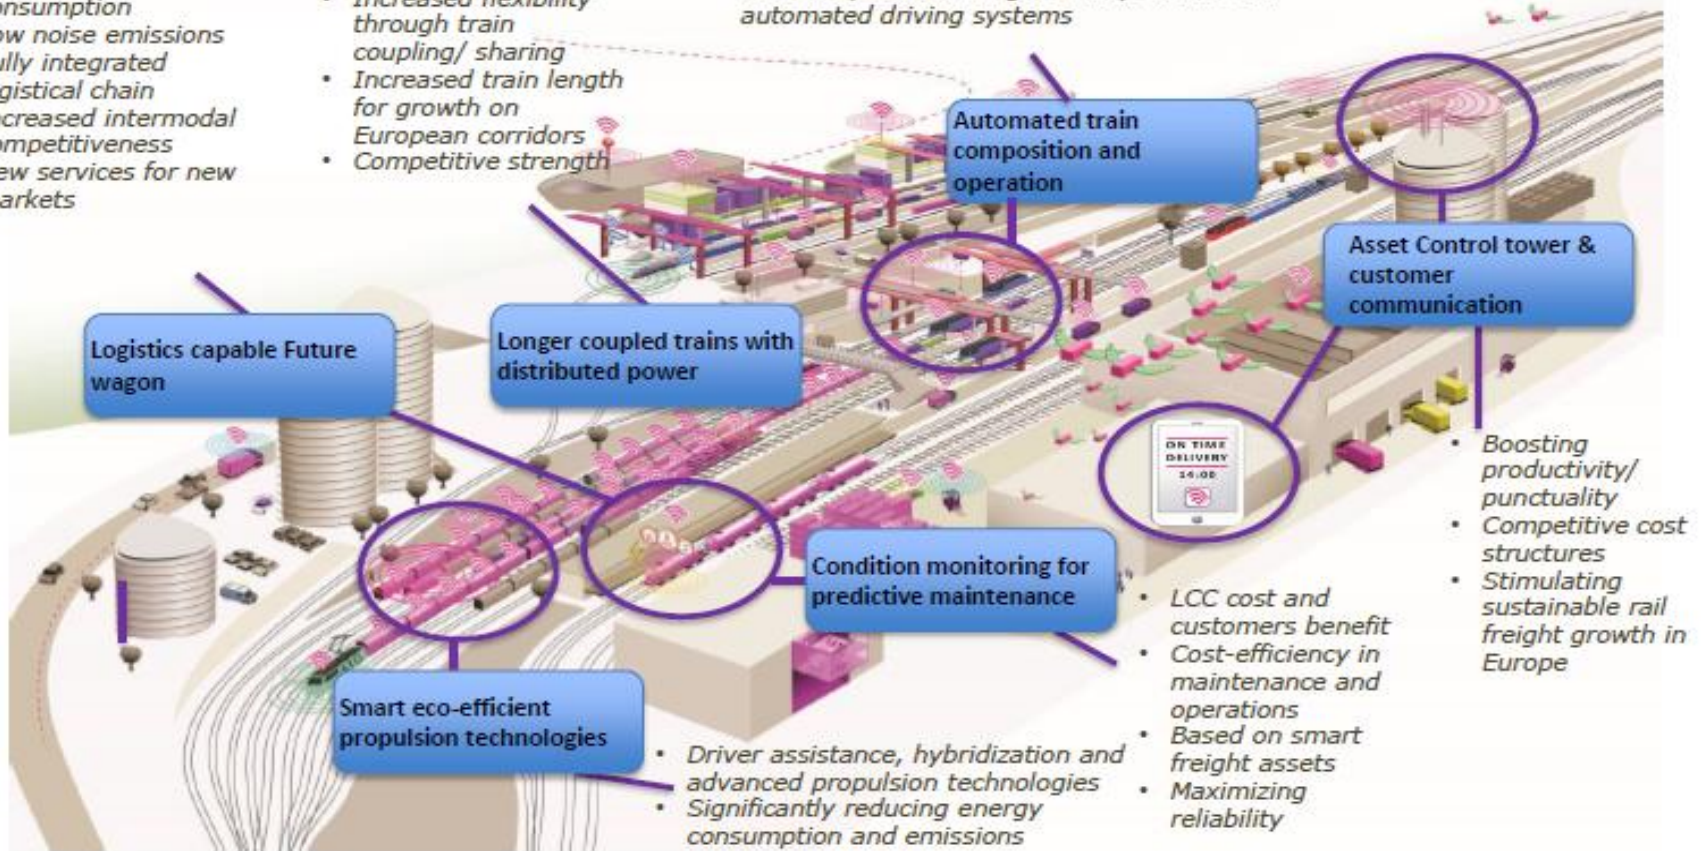 onsumption
ow noise emissions
ully integrated
gistical chain
creased intermodal
ompetitiveness
ew services for new
arkets
• Increased flexibility
through train
coupling/ sharing
• Increased train length
for growth on
European corridors
• Competitive strength
automated driving systems
Automated train
composition and
operation
Asset Control tower &
customer
communication
Logistics capable Future
wagon
Longer coupled trains with
distributed power
ON TIME
DELIVERY
14:00
• Boosting
productivity/
punctuality
• Competitive cost
structures
• Stimulating
sustainable rail
freight growth in
Europe
Condition monitoring for
predictive maintenance
• LCC cost and
customers benefit
• Cost-efficiency in
maintenance and
operations
• Based on smart
freight assets
• Maximizing
reliability
Smart eco-efficient
propulsion technologies
• Driver assistance, hybridization and
advanced propulsion technologies
• Significantly reducing energy
consumption and emissions